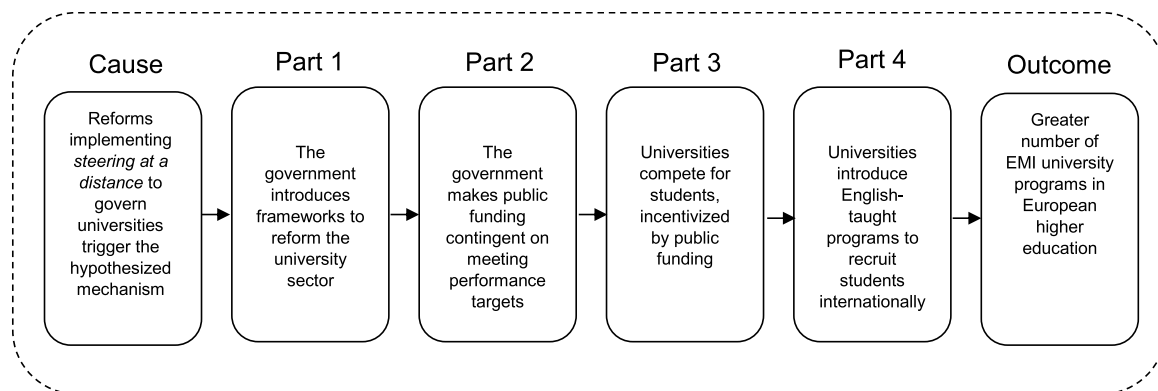 Cause
Reforms
implementing
steering at a
distance to
govern
universities
trigger the
hypothesized
mechanism
Part 1
The
government
introduces
frameworks to
reform the
university
sector
Part 2
The
government
makes public
funding
contingent on
meeting
performance
targets
Part 3
Universities
compete for
students,
incentivized
by public
funding
Part 4
Universities
introduce
English-
taught
programs to
recruit
students
internationally
Outcome
Greater
number of
EMI university
programs in
European
higher
education